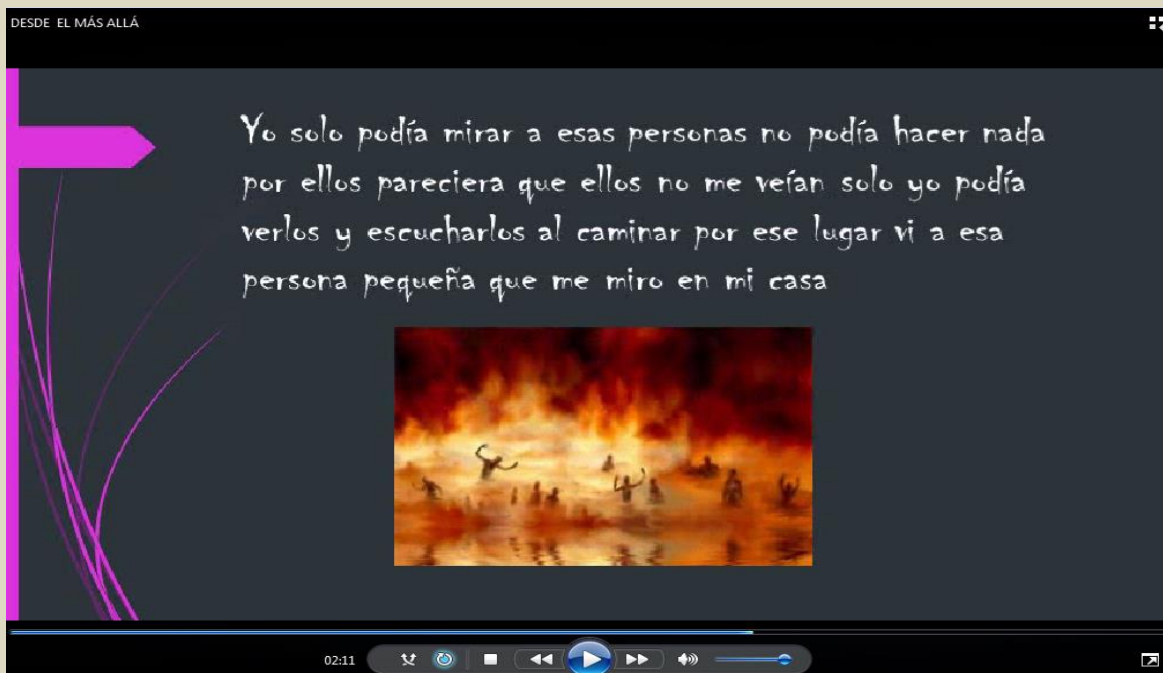 DESDE EL MÁS ALLÁ
Yo solo podía mirar a esas personas no podía hacer nada
por ellos pareciera que ellos no me veían solo yo podía
verlos y escucharlos al caminar por ese lugar vi a esa
persona pequeña que me miro en mi casa
02:11